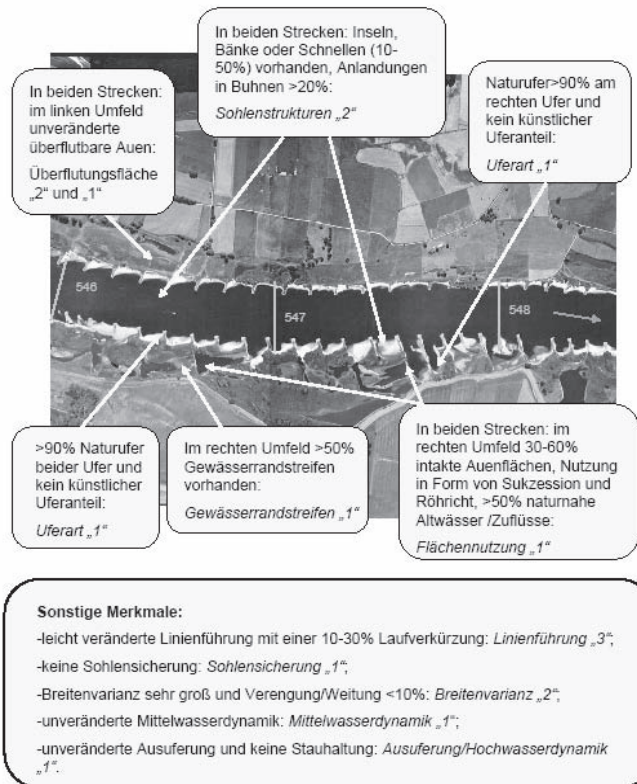 In beiden Strecken: Inseln,
Bänke oder Schnellen (10-
50%) vorhanden, Anlandungen
in Buhnen >20%:
Sohlenstrukturen „2“
In beiden Strecken:
im linken Umfeld
unveränderte
überflutbare Auen:
Überflutungsfläche
„2“ und „1“
Naturufer>90% am
rechten Ufer und
kein künstlicher
Uferanteil:
Uferart „1“
546
547
548
>90% Naturufer
beider Ufer und
kein künstlicher
Uferanteil:
Uferart „1“
Im rechten Umfeld >50%
Gewässerrandstreifen
vorhanden:
Gewässerrandstreifen „1“
In beiden Strecken: im
rechten Umfeld 30-60%
intakte Auenflächen, Nutzung
in Form von Sukzession und
Röhricht, >50% naturnahe
Altwässer /Zuflüsse:
Flächennutzung „1“
Sonstige Merkmale:
-leicht veränderte Linienführung mit einer 10-30% Laufverkürzung: Linienführung „3“;
-keine Sohlensicherung: Sohlensicherung „1“;
-Breitenvarianz sehr groß und Verengung/Weitung <10%: Breitenvarianz „2“;
-unveränderte Mittelwasserdynamik: Mittelwasserdynamik „1“;
-unveränderte Ausuferung und keine Stauhaltung: Ausuferung/Hochwasserdynamik
„1“.